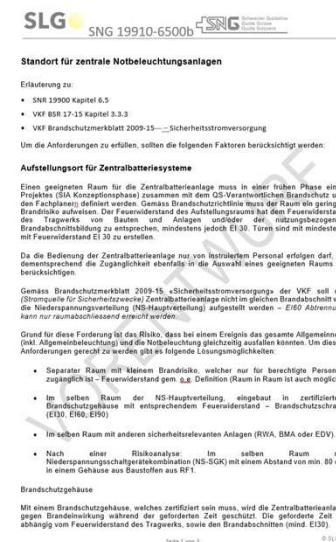 SLG
SNG 19910-6500b
SNG Schweizer Guideline
Guide Suisse
Guida Svizzera
Standort für zentrale Notbeleuchtungsanlagen
Erläuterung zu:
• SNR 19900 Kapitel 6.5
• VKF BSR 17-15 Kapitel 3.3.3
• VKF Brandschutzmerkblatt 2009-15— – Sicherheitsstromversorgung
Um die Anforderungen zu erfüllen, sollten die folgenden Faktoren berücksichtigt werden:
Aufstellungsort für Zentralbatteriesysteme
Einen geeigneten Raum für die Zentralbatterieanlage muss in einer frühen Phase ein
Projektes (SIA Konzeptionsphase) zusammen mit dem QS-Verantwortlichen Brandschutz u
den Fachplanern definiert werden. Gemäss Brandschutzrichtlinie muss der Raum ein gering
Brandrisiko aufweisen. Der Feuerwiderstand des Aufstellungsraums hat dem Feuerwidersta
des Tragwerks von Bauten und Anlagen und/oder der nutzungsbezogen
Brandabschnittsbildung zu entsprechen, mindestens jedoch EI 30. Türen sind mit mindeste
mit Feuerwiderstand EI 30 zu erstellen.
Da die Bedienung der Zentralbatterieanlage nur von instruiertem Personal erfolgen darf,
dementsprechend die Zugänglichkeit ebenfalls in die Auswahl eines geeigneten Raums
berücksichtigen.
Gemäss Brandschutzmerkblatt 2009-15 «Sicherheitsstromversorgung» der VKF soll
(Stromquelle für Sicherheitszwecke) Zentralbatterieanlage nicht im gleichen Brandabschnitt w
die Niederspannungsverteilung (NS-Hauptverteilung) aufgestellt werden – EI60 Abtrennu
kann nur raumabschliessend erreicht werden.
Grund für diese Forderung ist das Risiko, dass bei einem Ereignis das gesamte Allgemeinn
(inkl. Allgemeinbeleuchtung) und die Notbeleuchtung gleichzeitig ausfallen könnten. Um dies
Anforderungen gerecht zu werden gibt es folgende Lösungsmöglichkeiten:
• Separater Raum mit kleinem Brandrisiko, welcher nur für berechtigte Person
zugänglich ist – Feuerwiderstand gem. o.e. Definition (Raum in Raum ist auch möglic
• Im selben Raum der NS-Hauptverteilung, eingebaut in zertifizierte
Brandschutzgehäuse mit entsprechendem Feuerwiderstand – Brandschutzschra
(EI30, EI60, EI90)
• Im selben Raum mit anderen sicherheitsrelevanten Anlagen (RWA, BMA oder EDV).
• Nach einer Risikoanalyse: Im selben Raum
Niederspannungsschaltgerätekombination (NS-SGK) mit einem Abstand von min. 80
in einem Gehäuse aus Baustoffen aus RF1.
Brandschutzgehäuse
Mit einem Brandschutzgehäuse, welches zertifiziert sein muss, wird die Zentralbatterieanla
gegen Brandeinwirkung während der geforderten Zeit geschützt. Die geforderte Zeit
abhängig vom Feuerwiderstand des Tragwerks, sowie den Brandabschnitten (mind. EI30).